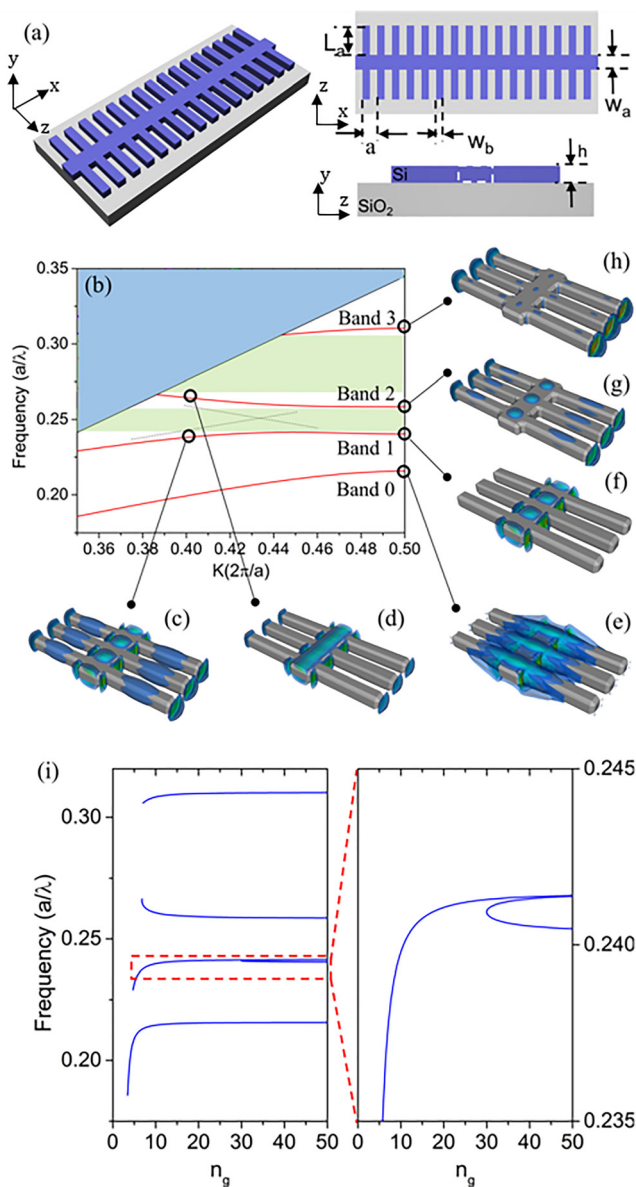 (a)
y
x
z
L_a
W_a
z
x
a
W_b
h
y
z
Si
SiO₂
(b)
Frequency (a/λ)
0.35
0.30
0.25
0.20
Band 3
Band 2
Band 1
Band 0
0.36 0.38 0.40 0.42 0.44 0.46 0.48 0.50
K(2π/a)
(h)
(g)
(f)
(c)
(d)
(e)
(i)
Frequency (a/λ)
0.30
0.25
0.20
0 10 20 30 40 50
n_g
0.245
0.240
0.235
0 10 20 30 40 50
n_g